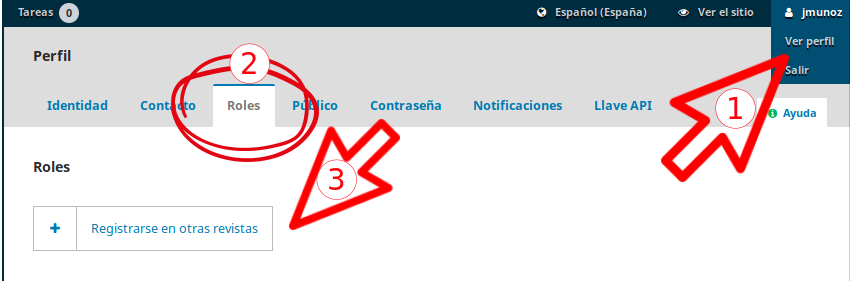 Tareas 0 Español (España) Ver el sitio jmunoz
Ver perfil
Salir
Perfil
2
Identidad Contacto Roles Público Contraseña Notificaciones Llave API
1
Ayuda
Roles
3
+ Registrarse en otras revistas